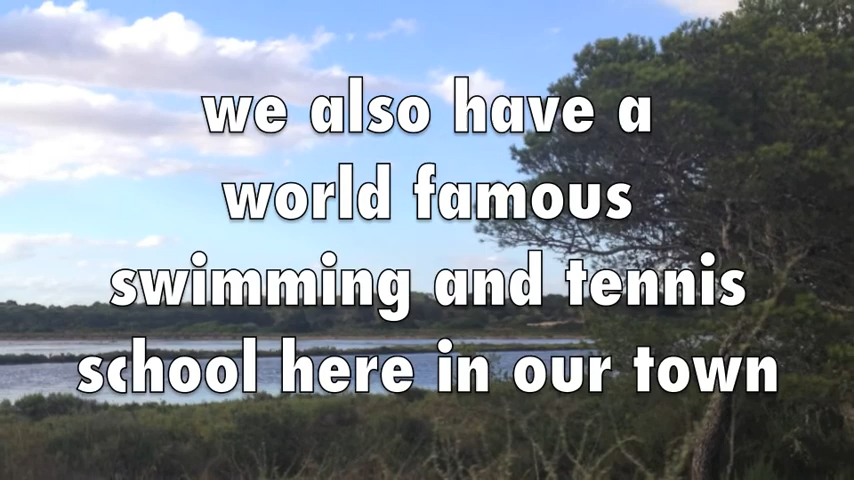 we also have a
world famous
swimming and tennis
school here in our town